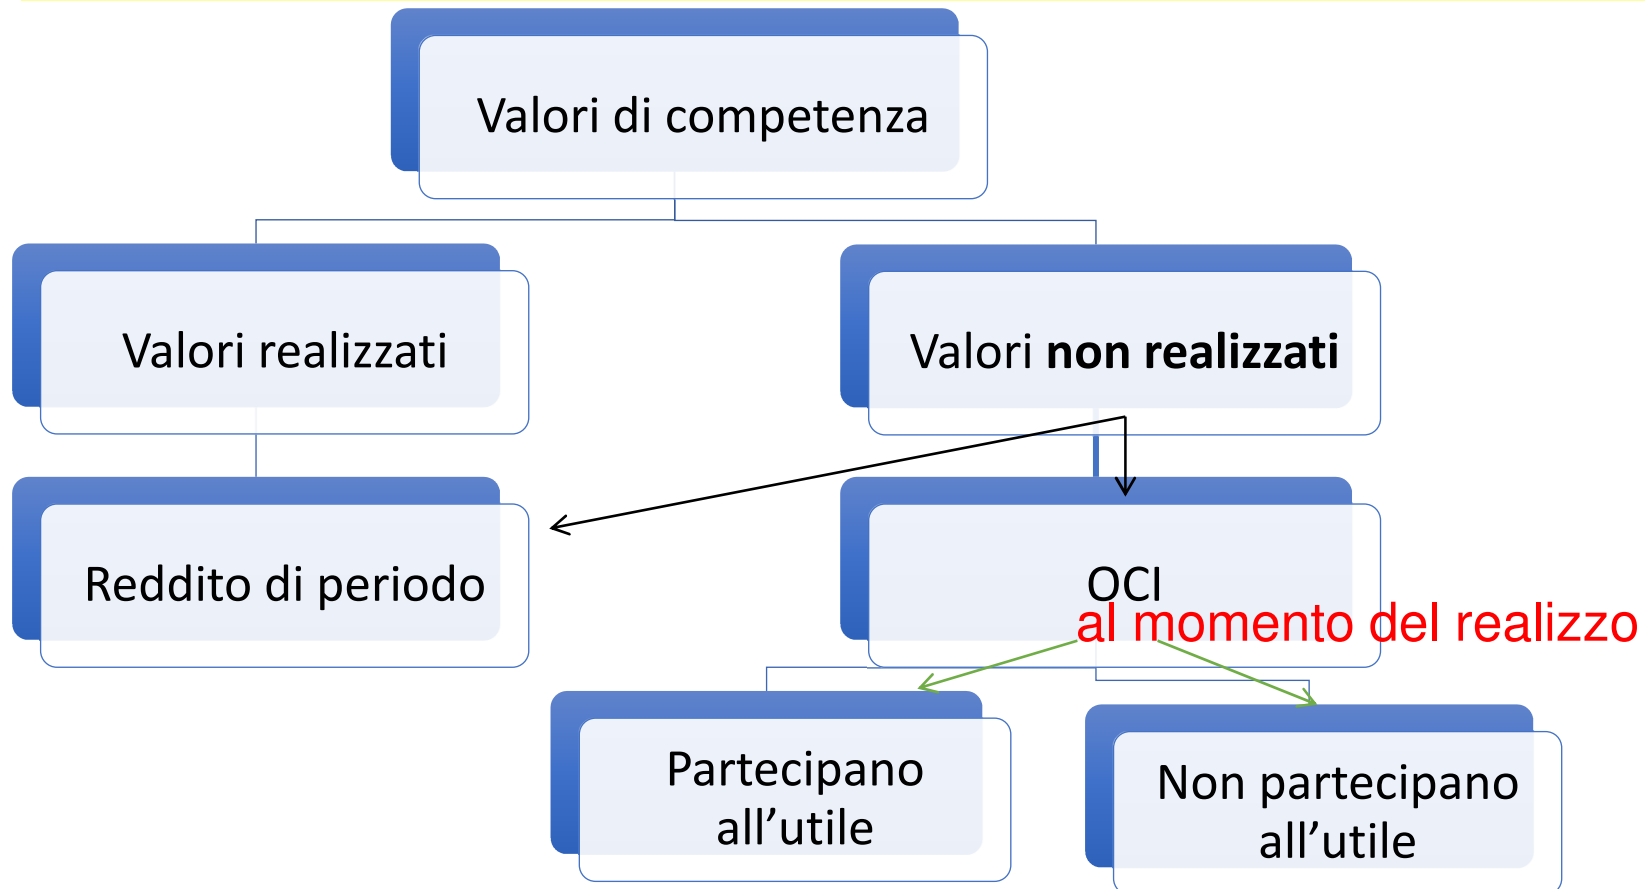 Valori di competenza
Valori realizzati
Valori non realizzati
Reddito di periodo
OCI
al momento del realizzo
Partecipano
all’utile
Non partecipano
all’utile